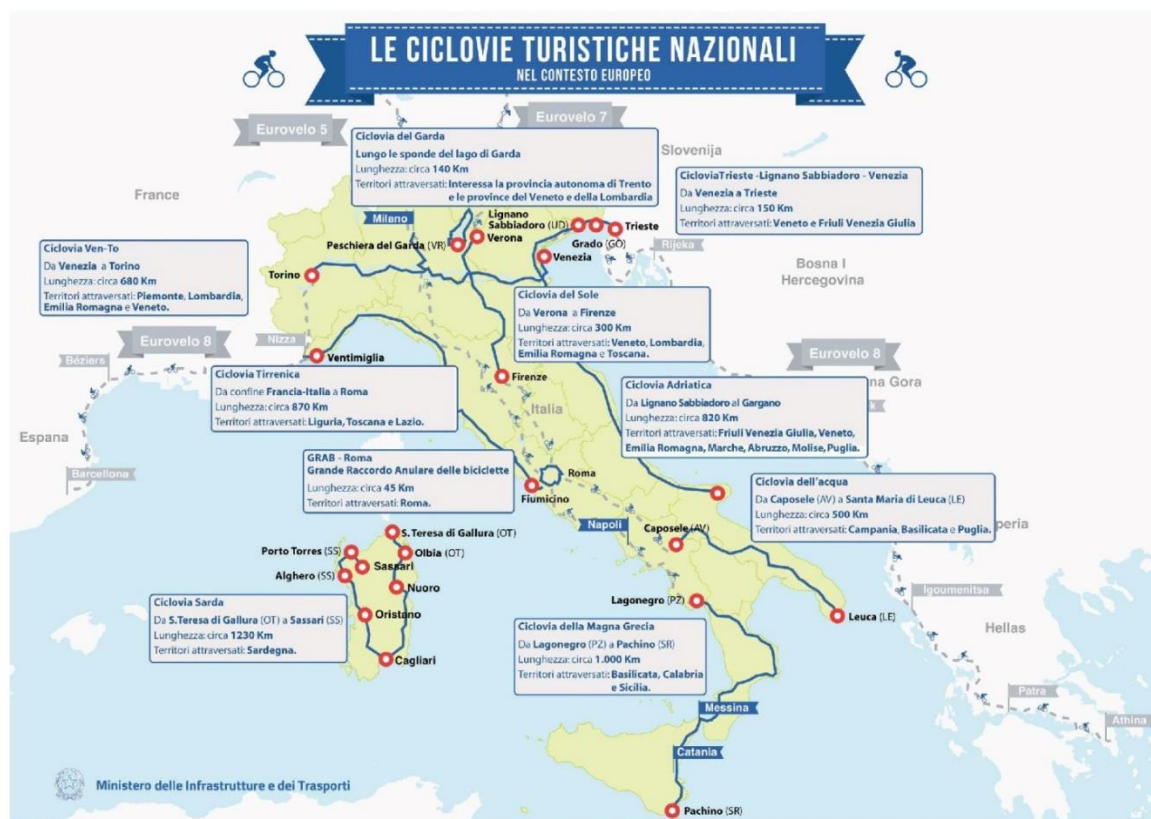 LE CICLOVIE TURISTICHE NAZIONALI
NEL CONTESTO EUROPEO
Eurovelo 5
Eurovelo 7
France
Slovenija
Ciclovia del Garda
Lungo le sponde del lago di Garda
Lunghezza: circa 140 Km
Territori attraversati: Interessa la provincia autonoma di Trento
e le province del Veneto e della Lombardia
CicloviaTrieste -Lignano Sabbiadoro - Venezia
Da Venezia a Trieste
Lunghezza: circa 150 Km
Territori attraversati: Veneto e Friuli Venezia Giulia
Milano
Lignano
Sabbiadoro (UD)
Trieste
Peschiera del Garda (VR)
Verona
Grado (GO)
Rijeka
Venezia
Bosna I
Hercegovina
Ciclovia Ven-To
Da Venezia a Torino
Lunghezza: circa 680 Km
Territori attraversati: Piemonte, Lombardia,
Emilia Romagna e Veneto.
Torino
Ciclovia del Sole
Da Verona a Firenze
Lunghezza: circa 300 Km
Territori attraversati: Veneto, Lombardia,
Emilia Romagna e Toscana.
Eurovelo 8
Nizza
Béziers
Ventimiglia
Eurovelo 8
na Gora
Firenze
Italia
Ciclovia Tirrenica
Da confine Francia-Italia a Roma
Lunghezza: circa 870 Km
Territori attraversati: Liguria, Toscana e Lazio.
Ciclovia Adriatica
Da Lignano Sabbiadoro al Gargano
Lunghezza: circa 820 Km
Territori attraversati: Friuli Venezia Giulia, Veneto,
Emilia Romagna, Marche, Abruzzo, Molise, Puglia.
Espana
Barcellona
GRAB - Roma
Grande Raccordo Anulare delle biciclette
Lunghezza: circa 45 Km
Territori attraversati: Roma.
Roma
Fiumicino
Ciclovia dell'acqua
Da Caposele (AV) a Santa Maria di Leuca (LE)
Lunghezza: circa 500 Km
Territori attraversati: Campania, Basilicata e Puglia.
peria
Napoli
Caposele (AV)
S.Teresa di Gallura (OT)
Porto Torres (SS)
Olbia (OT)
Sassari
Alghero (SS)
Nuoro
Igoumenitsa
Lagonegro (PZ)
Leuca (LE)
Hellas
Ciclovia Sarda
Da S.Teresa di Gallura (OT) a Sassari (SS)
Lunghezza: circa 1230 Km
Territori attraversati: Sardegna.
Oristano
Cagliari
Ciclovia della Magna Grecia
Da Lagonegro (PZ) a Pachino (SR)
Lunghezza: circa 1.000 Km
Territori attraversati: Basilicata, Calabria
e Sicilia.
Patra
Athina
Messina
Catania
Pachino (SR)
Ministero delle Infrastrutture e dei Trasporti